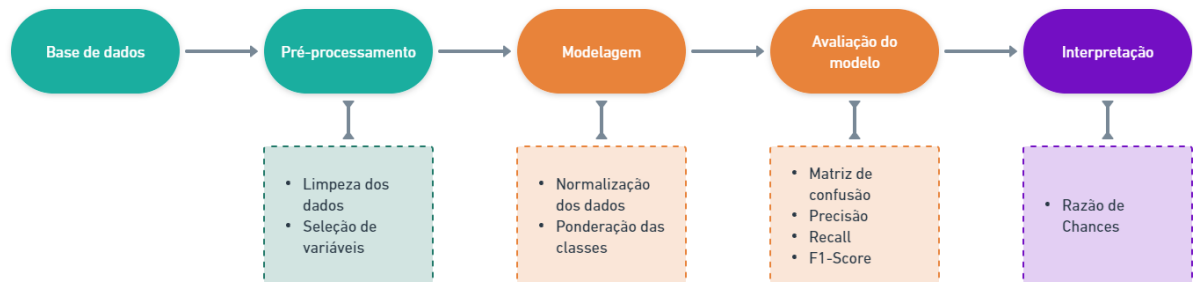 Base de dados
Pré-processamento
Modelagem
Avaliação do
modelo
Interpretação
• Limpeza dos
dados
• Seleção de
variáveis
• Normalização
dos dados
• Ponderação das
classes
• Matriz de
confusão
• Precisão
• Recall
• F1-Score
• Razão de
Chances